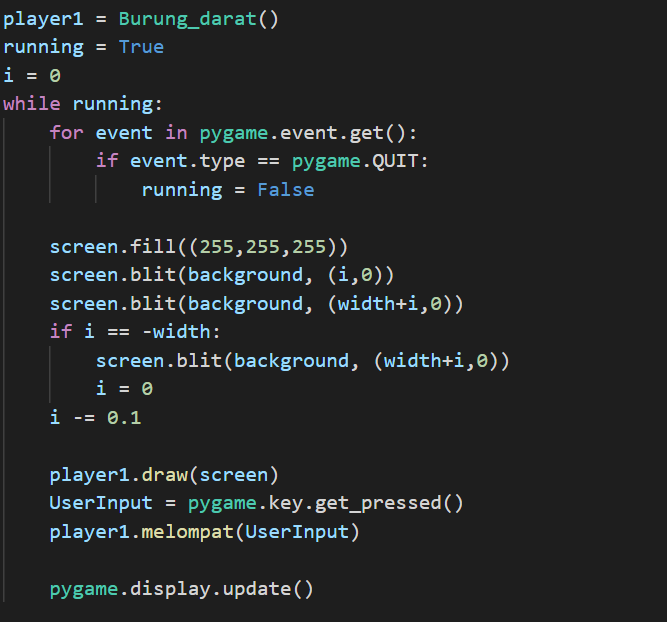 player1 = Burung_darat()
running = True
i = 0
while running:
    for event in pygame.event.get():
        if event.type == pygame.QUIT:
            running = False

    screen.fill((255,255,255))
    screen.blit(background, (i,0))
    screen.blit(background, (width+i,0))
    if i == -width:
        screen.blit(background, (width+i,0))
        i = 0
    i -= 0.1

    player1.draw(screen)
    UserInput = pygame.key.get_pressed()
    player1.melompat(UserInput)

    pygame.display.update()